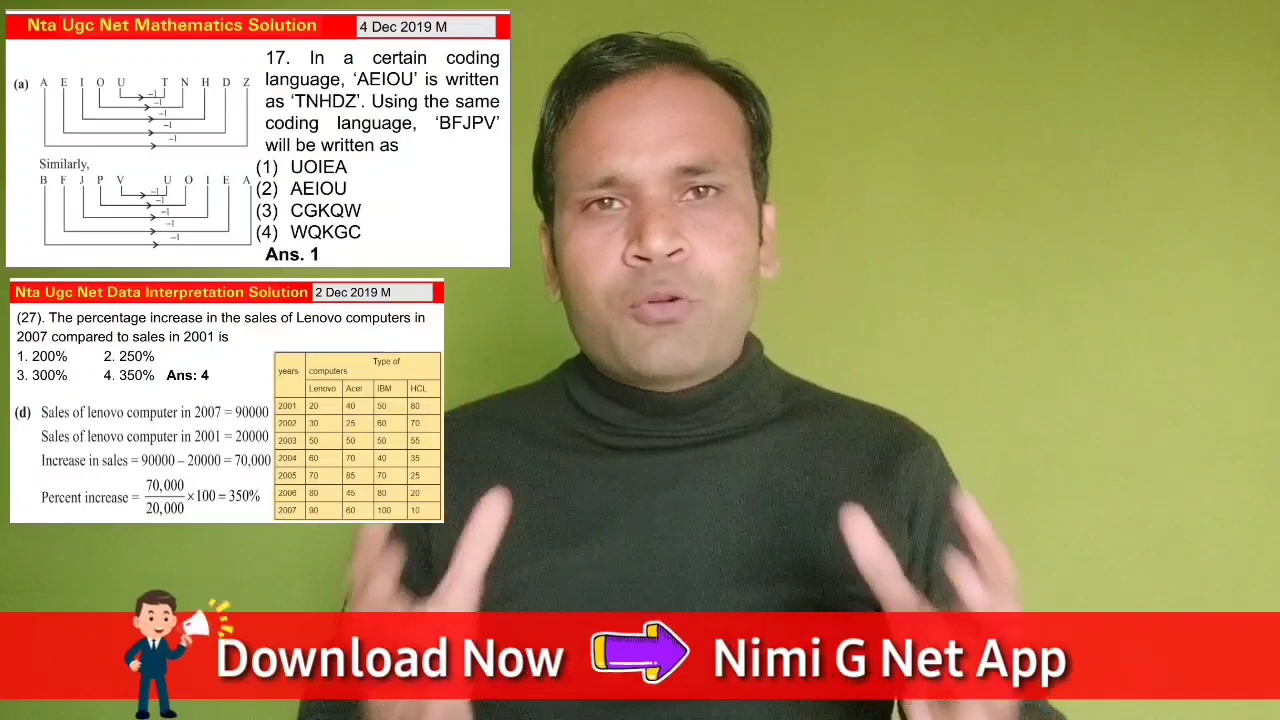 Nta Ugc Net Mathematics Solution 4 Dec 2019 M
(a) A E I O U T N H D Z
-1
-1
-1
-1
-1
Similarly,
B F J P V U O I E A
-1
-1
-1
-1
-1
17. In a certain coding
language, ‘AEIOU’ is written
as ‘TNHDZ’. Using the same
coding language, ‘BFJPV’
will be written as
(1) UOIEA
(2) AEIOU
(3) CGKQW
(4) WQKGC
Ans. 1
Nta Ugc Net Data Interpretation Solution 2 Dec 2019 M
(27). The percentage increase in the sales of Lenovo computers in
2007 compared to sales in 2001 is
1. 200% 2. 250%
3. 300% 4. 350% Ans: 4
(d) Sales of lenovo computer in 2007 = 90000
Sales of lenovo computer in 2001 = 20000
Increase in sales = 90000 – 20000 = 70,000
Percent increase = 70,000 / 20,000 ×100 = 350%
years Type of computers
Lenovo Acer IBM HCL
2001 20 40 50 80
2002 30 25 60 70
2003 50 50 50 55
2004 60 70 40 35
2005 70 85 70 25
2006 80 45 80 20
2007 90 60 100 10
Download Now Nimi G Net App